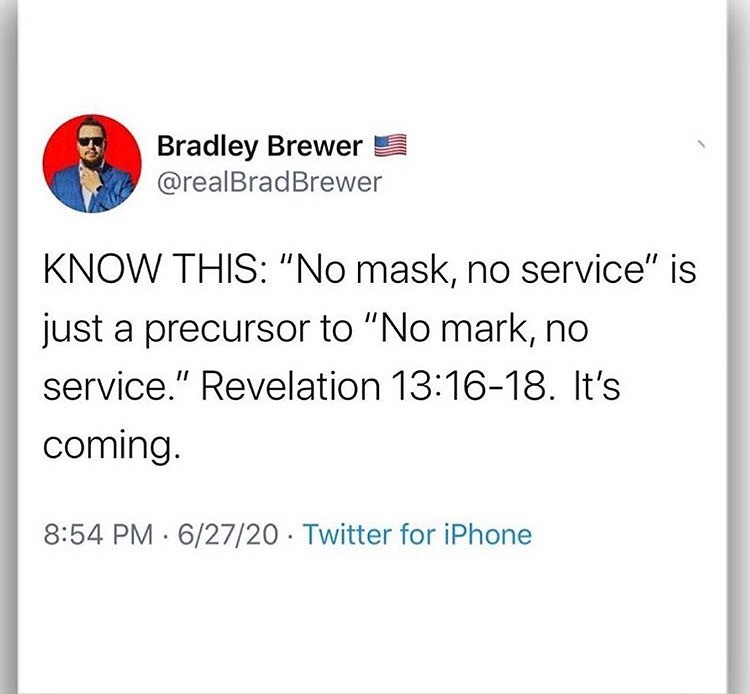 Bradley Brewer 🇺🇸
@realBradBrewer
KNOW THIS: “No mask, no service” is
just a precursor to “No mark, no
service.” Revelation 13:16-18.  It’s
coming.
8:54 PM · 6/27/20 · Twitter for iPhone